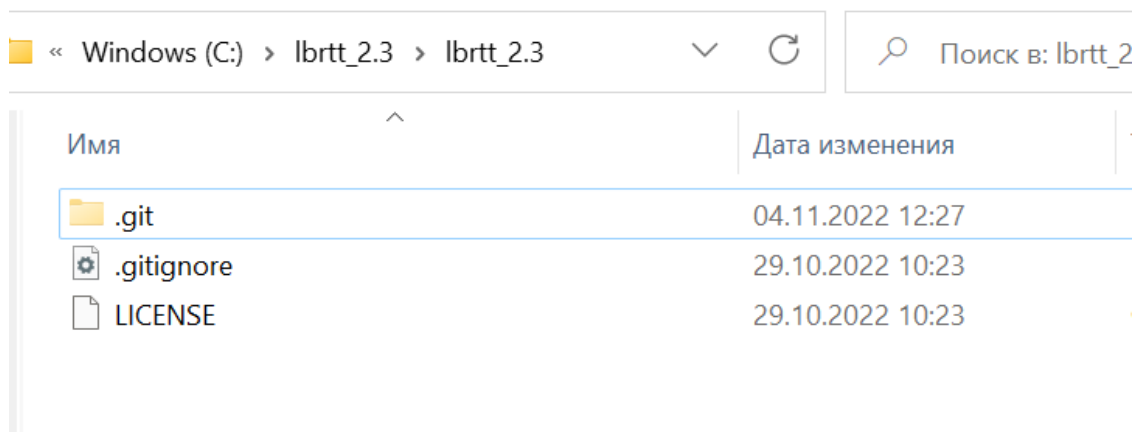 « Windows (C:) > lbrtt_2.3 > lbrtt_2.3 Поиск в: lbrtt_2
Имя Дата изменения
.git 04.11.2022 12:27
.gitignore 29.10.2022 10:23
LICENSE 29.10.2022 10:23